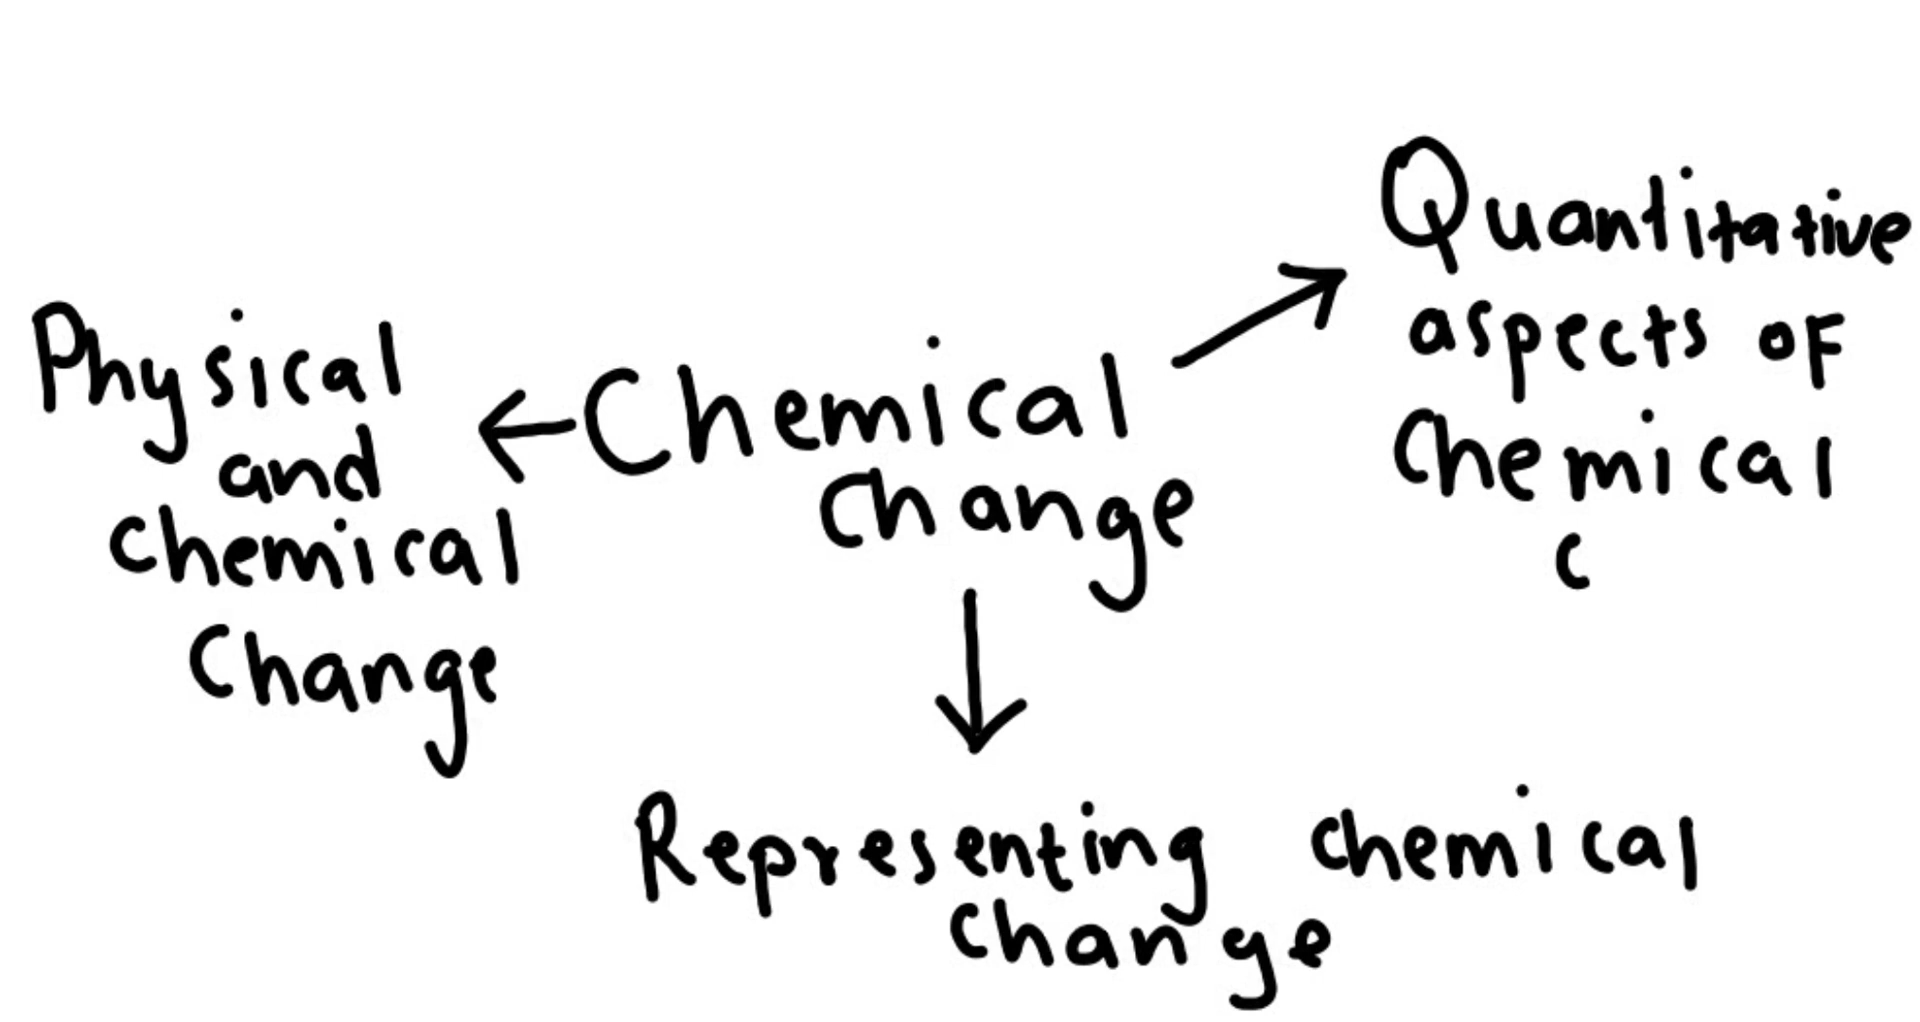 Physical
and
chemical
Change
Chemical
Change
Quantitative
aspects of
Chemical
c
Representing chemical
change